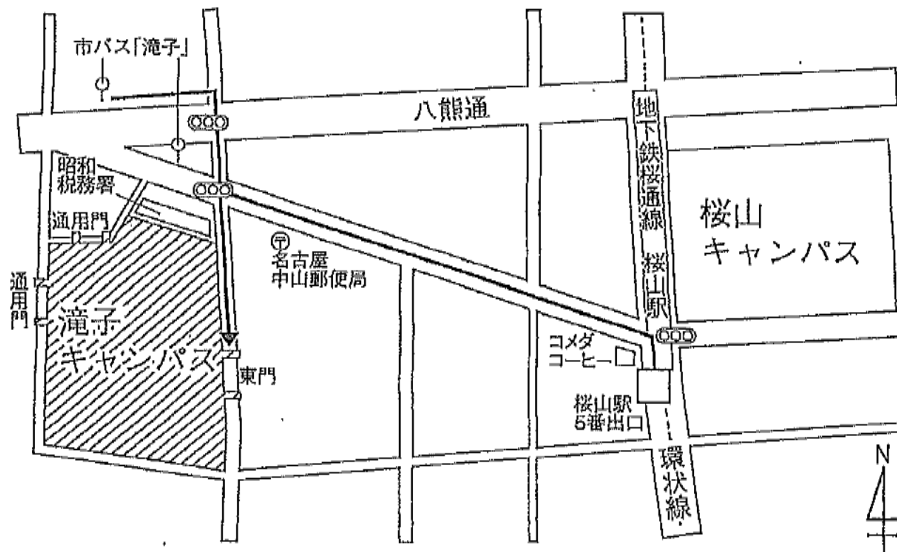 市バス「滝子」
八熊通
地下鉄桜通線 桜山駅
昭和
税務署
通用門
桜山
キャンパス
〒
名古屋
中山郵便局
通用門
滝子
キャンパス
コメダ
コーヒー
東門
桜山駅
5番出口
環状線
N